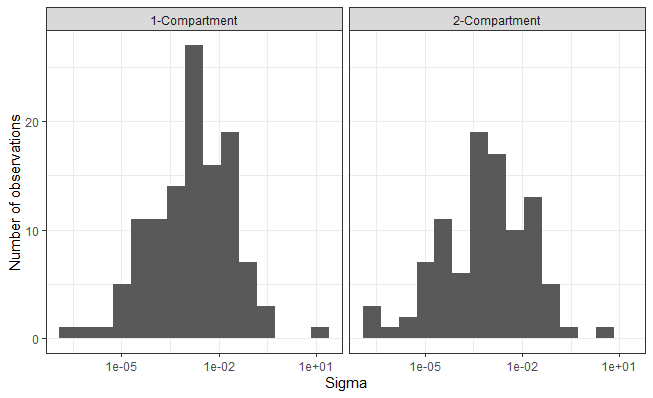 1-Compartment
2-Compartment
Number of observations
20
10
0
1e-05
1e-02
1e+01
1e-05
1e-02
1e+01
Sigma